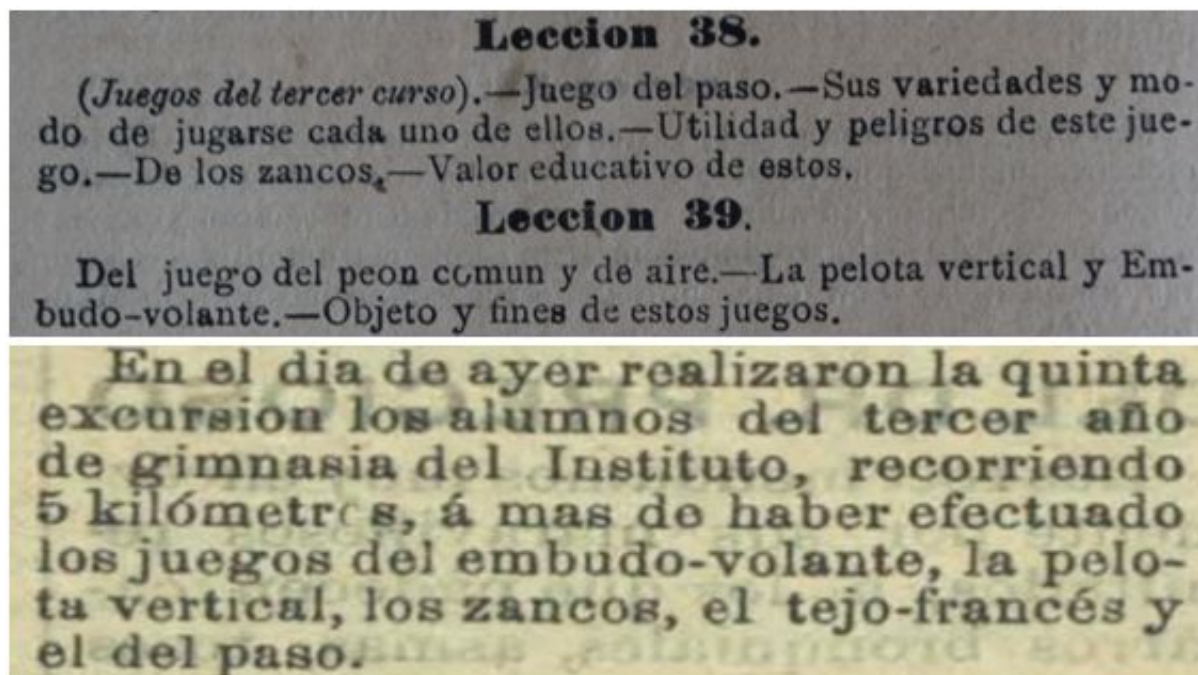 Leccion 38.
(Juegos del tercer curso).—Juego del paso.—Sus variedades y mo-
do de jugarse cada uno de ellos.—Utilidad y peligros de este jue-
go.—De los zancos.—Valor educativo de estos.
Leccion 39.
Del juego del peon comun y de aire.—La pelota vertical y Em-
budo-volante.—Objeto y fines de estos juegos.
En el dia de ayer realizaron la quinta
excursion los alumnos del tercer año
de gimnasia del Instituto, recorriendo
5 kilómetros, á mas de haber efectuado
los juegos del embudo-volante, la pelo-
ta vertical, los zancos, el tejo-francés y
el del paso.